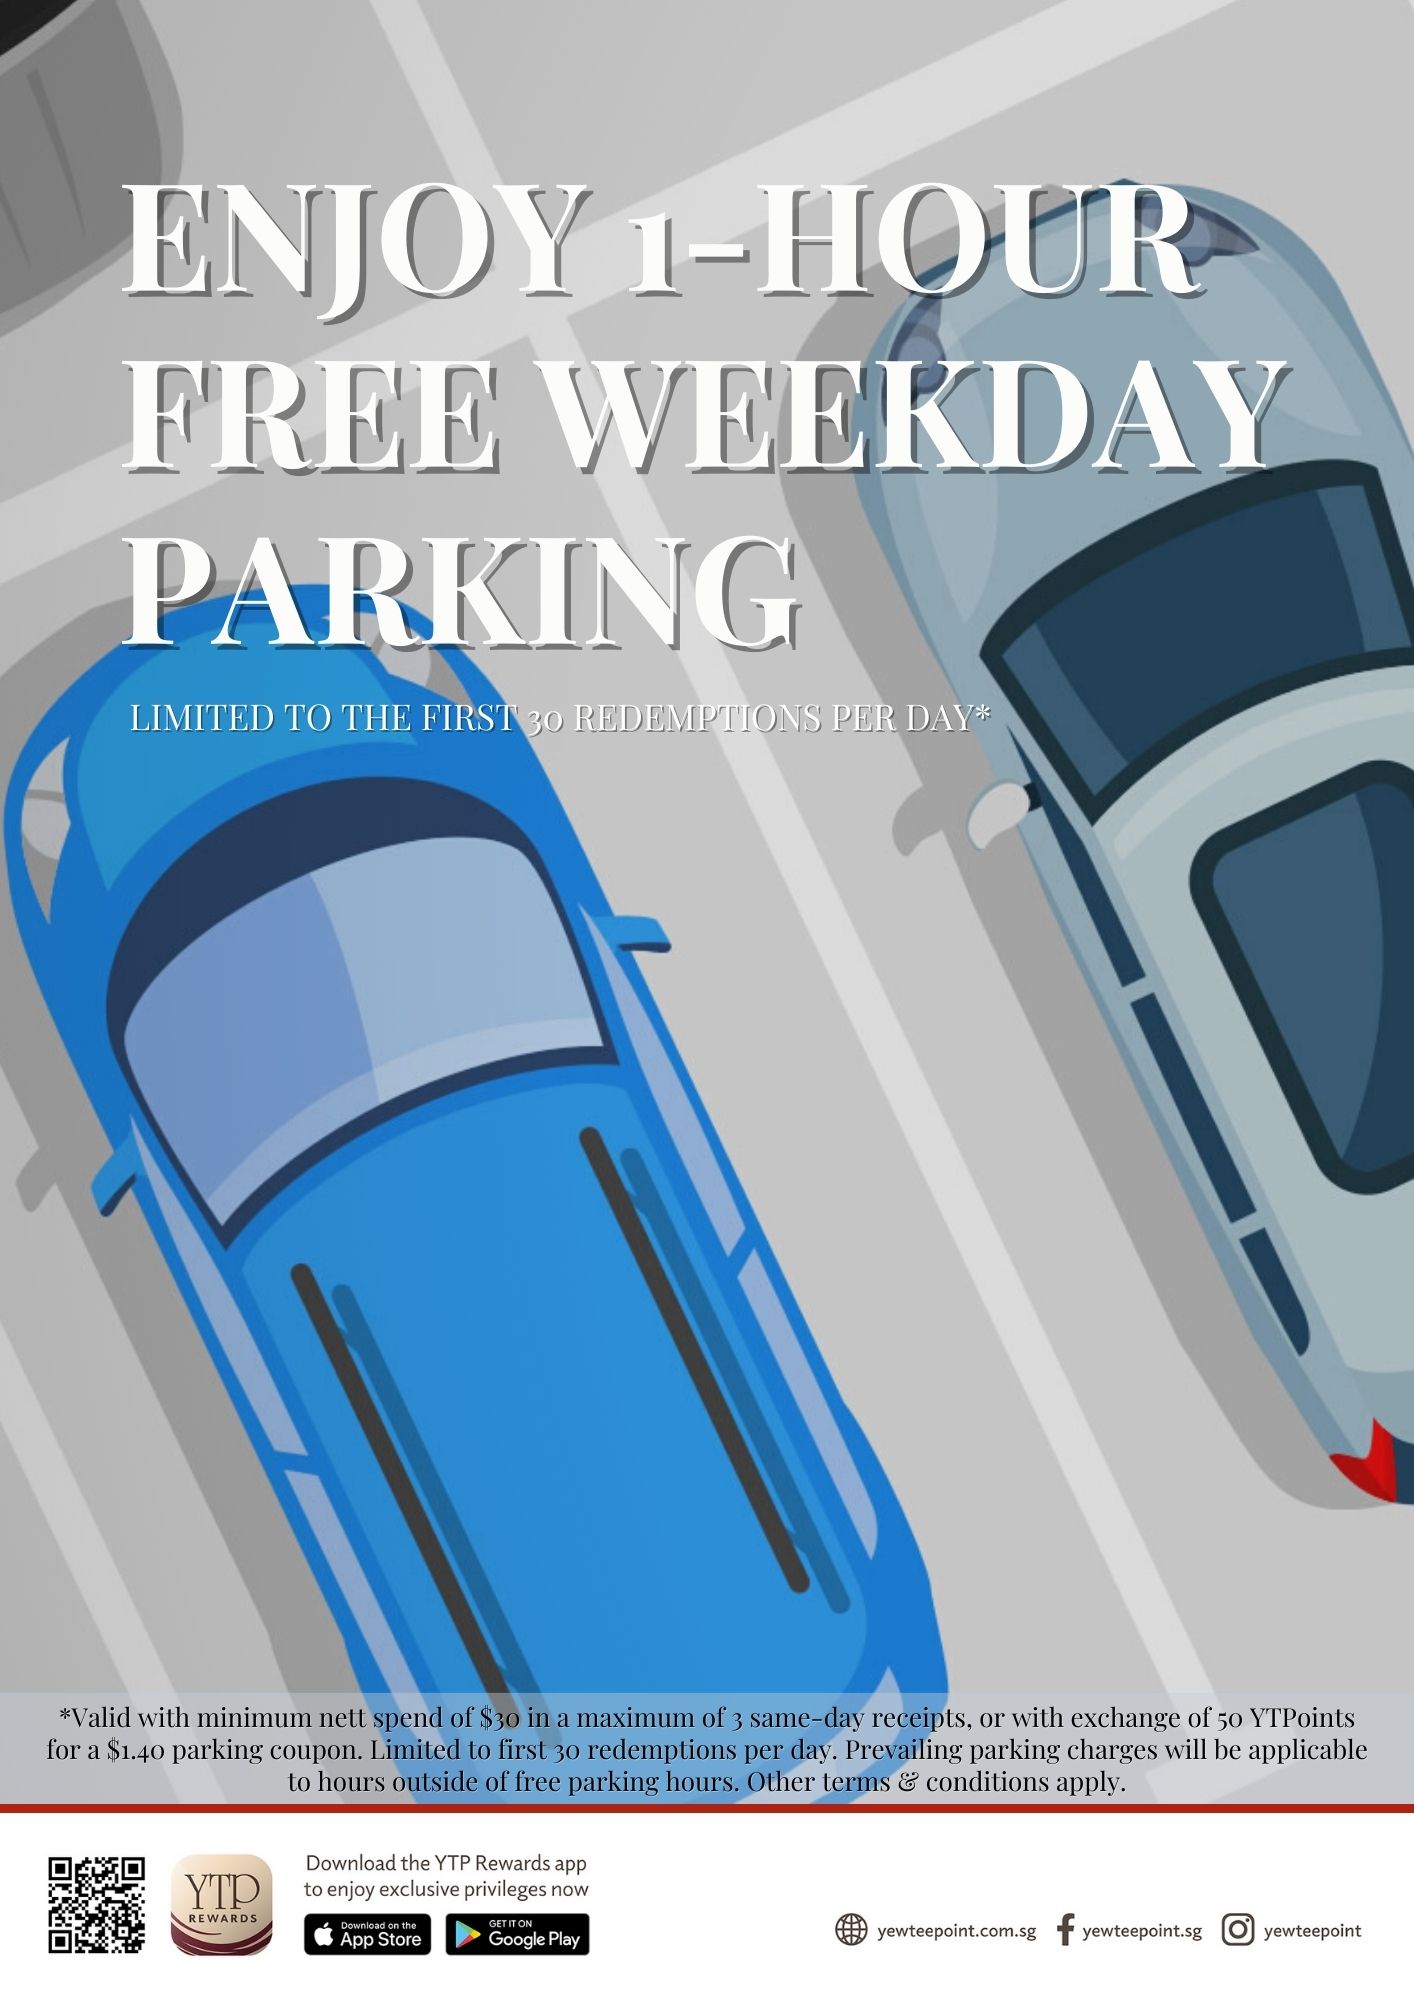 ENJOY 1-HOUR
FREE WEEKDAY
PARKING
LIMITED TO THE FIRST 30 REDEMPTIONS PER DAY*
*Valid with minimum nett spend of $30 in a maximum of 3 same-day receipts, or with exchange of 50 YTPoints
for a $1.40 parking coupon. Limited to first 30 redemptions per day. Prevailing parking charges will be applicable
to hours outside of free parking hours. Other terms & conditions apply.
YTP
REWARDS
Download the YTP Rewards app
to enjoy exclusive privileges now
Download on the
App Store
GET IT ON
Google Play
yewteepoint.com.sg
yewteepoint.sg
yewteepoint